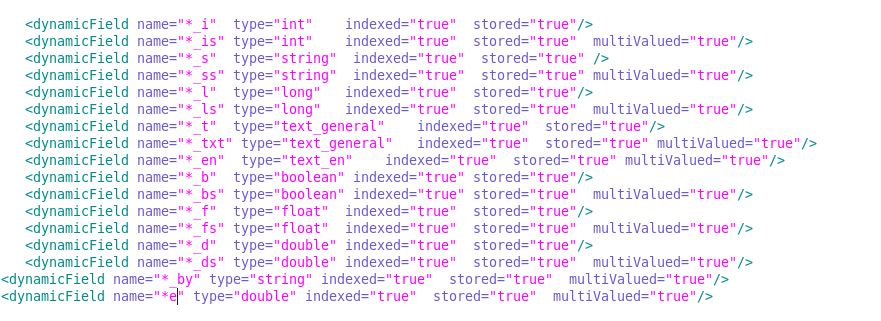 <dynamicField name="*_i"  type="int"    indexed="true"  stored="true"/>
<dynamicField name="*_is" type="int"    indexed="true"  stored="true"  multiValued="true"/>
<dynamicField name="*_s"  type="string"  indexed="true"  stored="true" />
<dynamicField name="*_ss" type="string"  indexed="true"  stored="true" multiValued="true"/>
<dynamicField name="*_l"  type="long"   indexed="true"  stored="true"/>
<dynamicField name="*_ls" type="long"   indexed="true"  stored="true"  multiValued="true"/>
<dynamicField name="*_t"  type="text_general"    indexed="true"  stored="true"/>
<dynamicField name="*_txt" type="text_general"   indexed="true"  stored="true" multiValued="true"/>
<dynamicField name="*_en"  type="text_en"    indexed="true"  stored="true" multiValued="true"/>
<dynamicField name="*_b"  type="boolean" indexed="true" stored="true"/>
<dynamicField name="*_bs" type="boolean" indexed="true" stored="true"  multiValued="true"/>
<dynamicField name="*_f"  type="float"  indexed="true"  stored="true"/>
<dynamicField name="*_fs" type="float"  indexed="true"  stored="true"  multiValued="true"/>
<dynamicField name="*_d"  type="double" indexed="true"  stored="true"/>
<dynamicField name="*_ds" type="double" indexed="true"  stored="true"  multiValued="true"/>
<dynamicField name="*_by" type="string" indexed="true"  stored="true"  multiValued="true"/>
<dynamicField name="*e" type="double" indexed="true"  stored="true"  multiValued="true"/>